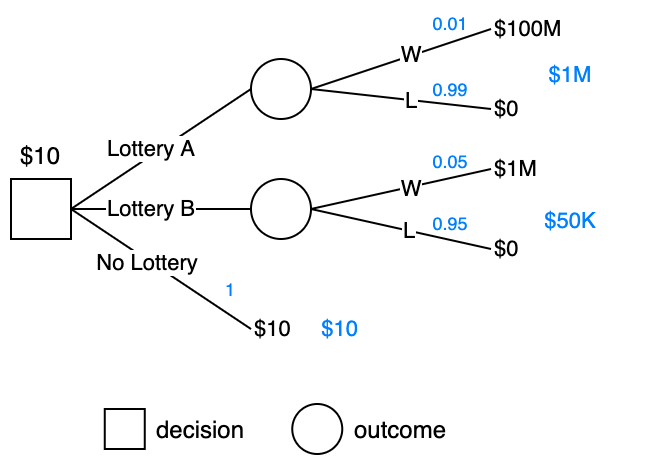 0.01
$100M
W
$1M
0.99
L
$0
Lottery A
$10
0.05
$1M
W
Lottery B
0.95
$50K
L
$0
No Lottery
1
$10 $10
decision outcome